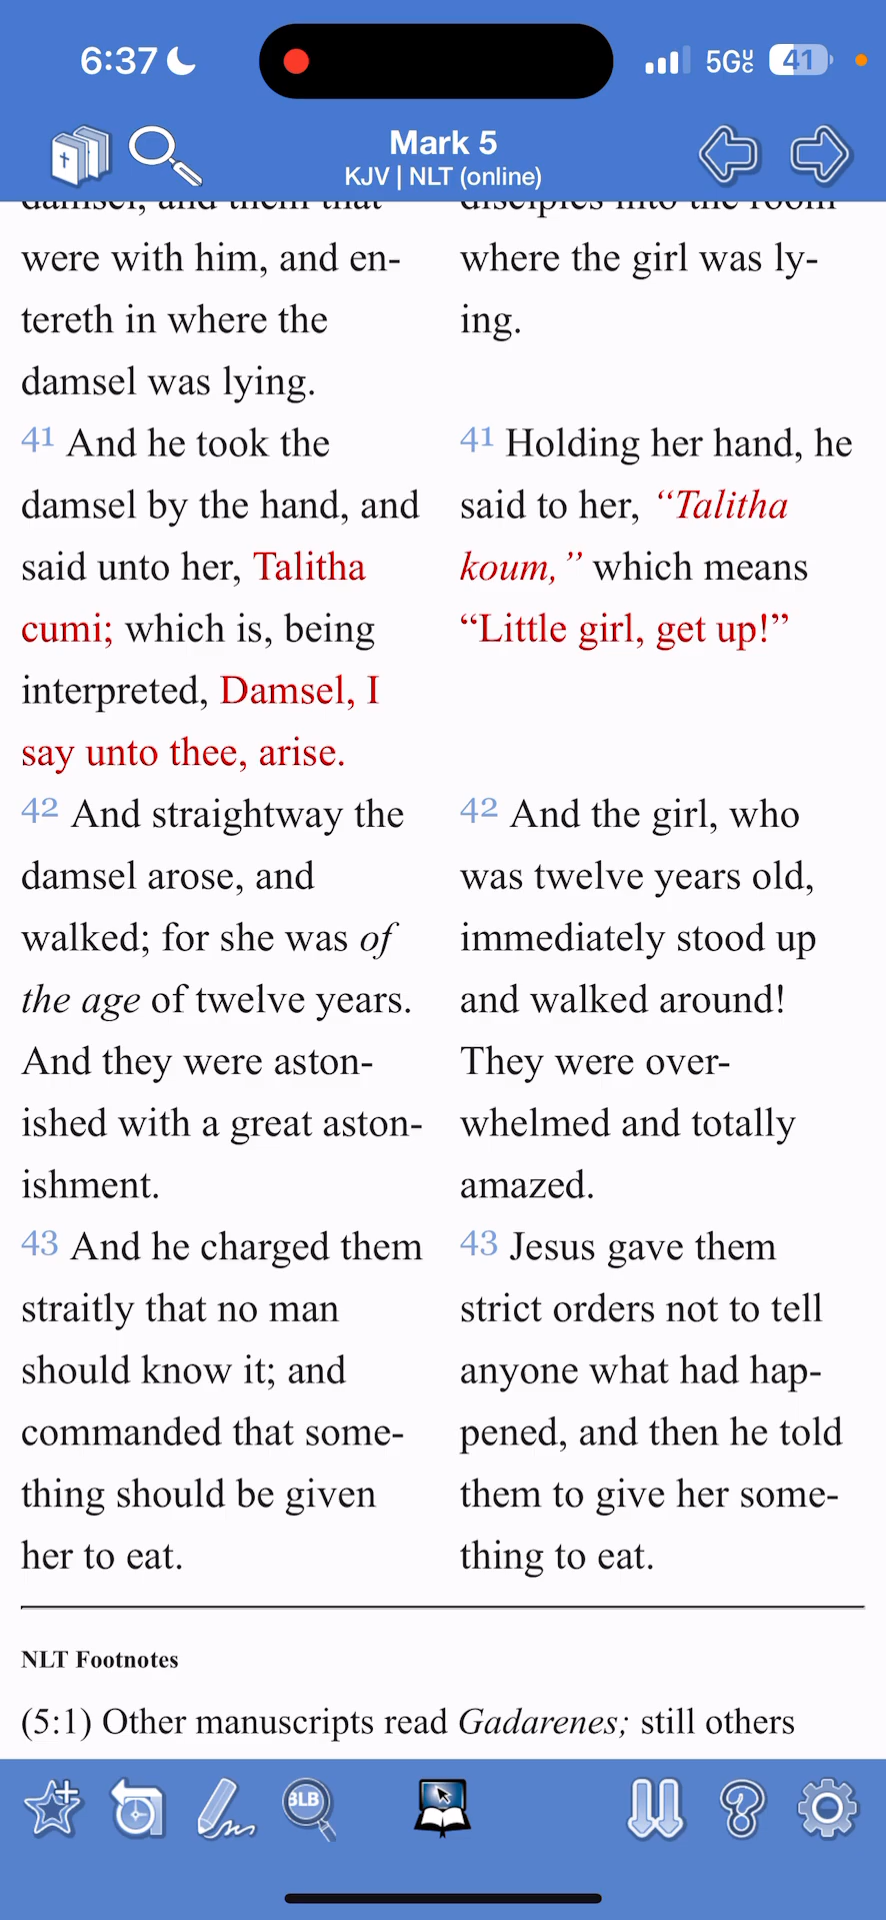 6:37
5G
41
Mark 5
KJV | NLT (online)
damsel, and them that
were with him, and en-
tereth in where the
damsel was lying.
41 And he took the
damsel by the hand, and
said unto her, Talitha
cumi; which is, being
interpreted, Damsel, I
say unto thee, arise.
42 And straightway the
damsel arose, and
walked; for she was of
the age of twelve years.
And they were aston-
ished with a great aston-
ishment.
43 And he charged them
straitly that no man
should know it; and
commanded that some-
thing should be given
her to eat.
disciples into the room
where the girl was ly-
ing.
41 Holding her hand, he
said to her, “Talitha
koum,” which means
“Little girl, get up!”
42 And the girl, who
was twelve years old,
immediately stood up
and walked around!
They were over-
whelmed and totally
amazed.
43 Jesus gave them
strict orders not to tell
anyone what had hap-
pened, and then he told
them to give her some-
thing to eat.
NLT Footnotes
(5:1) Other manuscripts read Gadarenes; still others
BLB